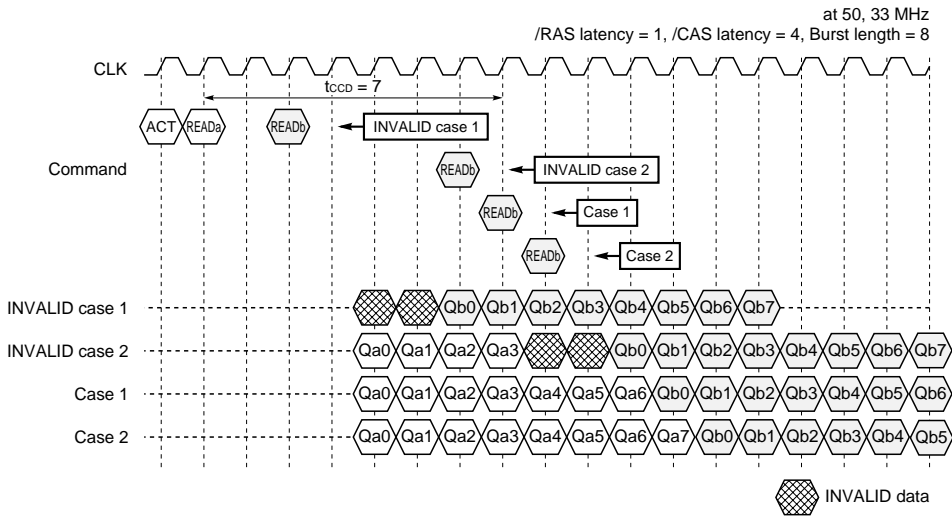 at 50, 33 MHz
/RAS latency = 1, /CAS latency = 4, Burst length = 8
CLK
tCCD = 7
ACT READa READb INVALID case 1
Command READb INVALID case 2
READb Case 1
READb Case 2
INVALID case 1 Qb0 Qb1 Qb2 Qb3 Qb4 Qb5 Qb6 Qb7
INVALID case 2 Qa0 Qa1 Qa2 Qa3 Qb0 Qb1 Qb2 Qb3 Qb4 Qb5 Qb6 Qb7
Case 1 Qa0 Qa1 Qa2 Qa3 Qa4 Qa5 Qa6 Qb0 Qb1 Qb2 Qb3 Qb4 Qb5 Qb6
Case 2 Qa0 Qa1 Qa2 Qa3 Qa4 Qa5 Qa6 Qa7 Qb0 Qb1 Qb2 Qb3 Qb4 Qb5
INVALID data